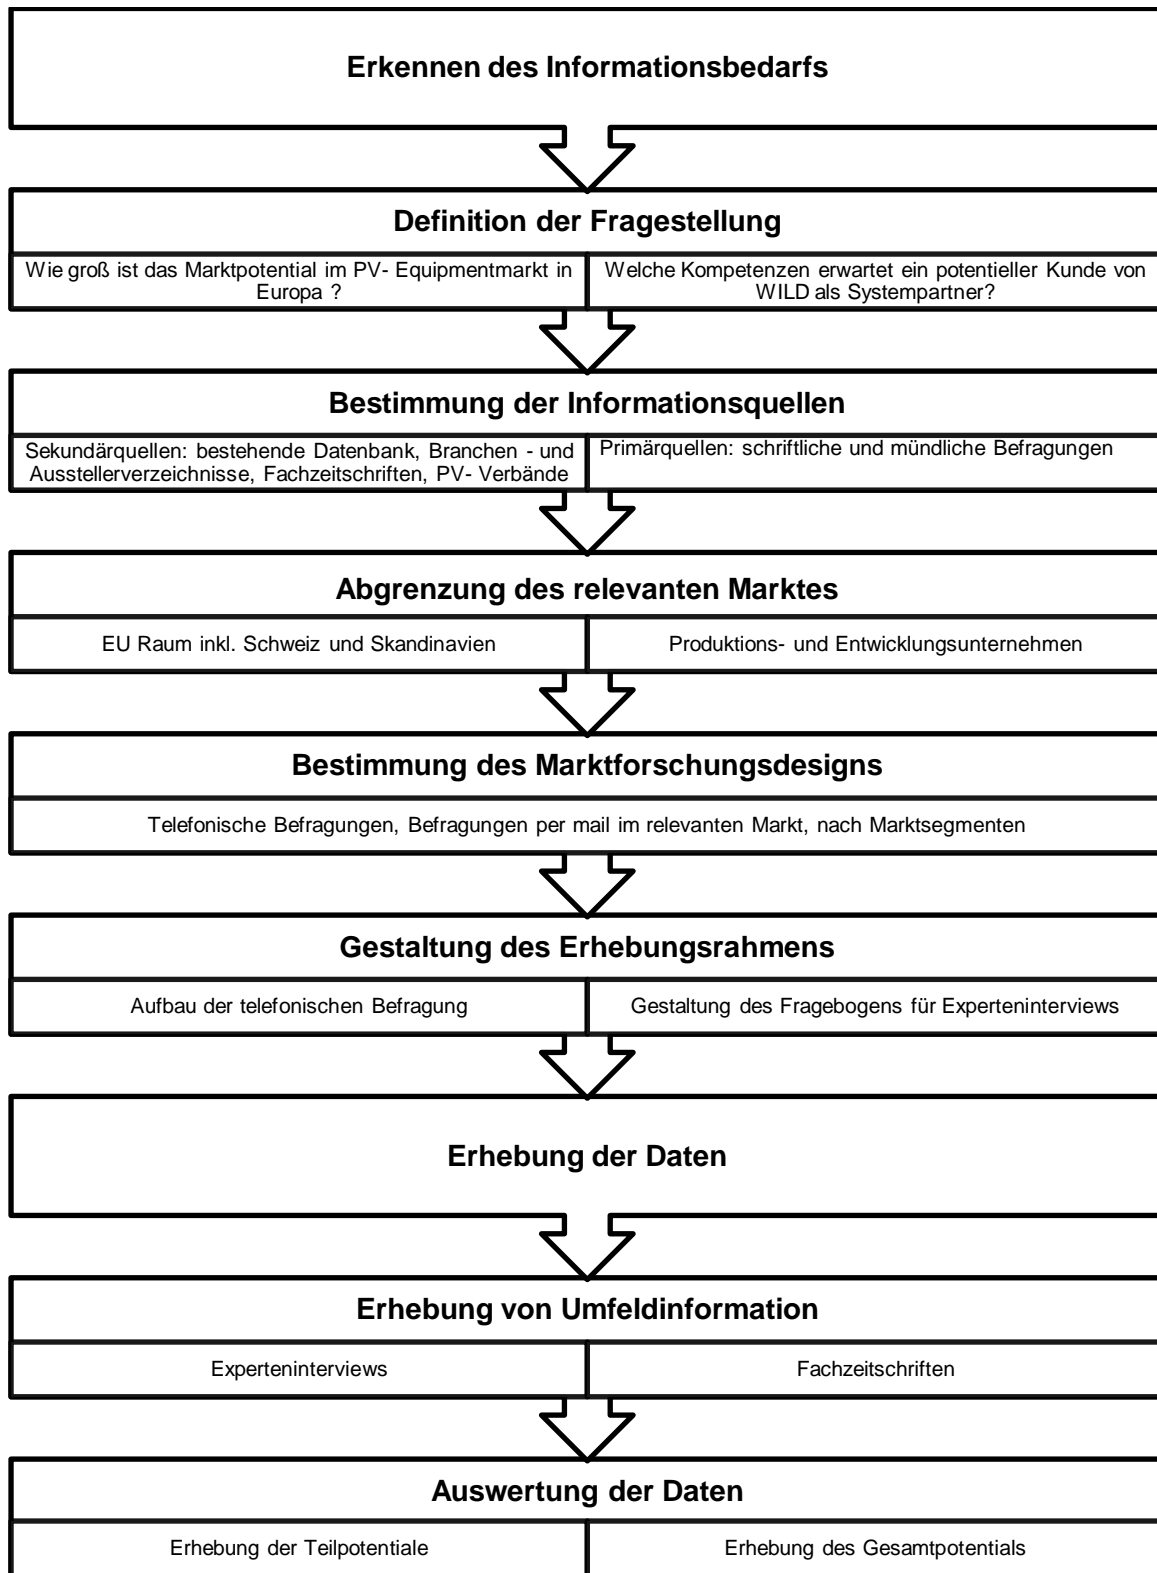 Erkennen des Informationsbedarfs
Definition der Fragestellung
Wie groß ist das Marktpotential im PV- Equipmentmarkt in
Europa ?
Welche Kompetenzen erwartet ein potentieller Kunde von
WILD als Systempartner?
Bestimmung der Informationsquellen
Sekundärquellen: bestehende Datenbank, Branchen - und
Ausstellerverzeichnisse, Fachzeitschriften, PV- Verbände
Primärquellen: schriftliche und mündliche Befragungen
Abgrenzung des relevanten Marktes
EU Raum inkl. Schweiz und Skandinavien
Produktions- und Entwicklungsunternehmen
Bestimmung des Marktforschungsdesigns
Telefonische Befragungen, Befragungen per mail im relevanten Markt, nach Marktsegmenten
Gestaltung des Erhebungsrahmens
Aufbau der telefonischen Befragung
Gestaltung des Fragebogens für Experteninterviews
Erhebung der Daten
Erhebung von Umfeldinformation
Experteninterviews
Fachzeitschriften
Auswertung der Daten
Erhebung der Teilpotentiale
Erhebung des Gesamtpotentials